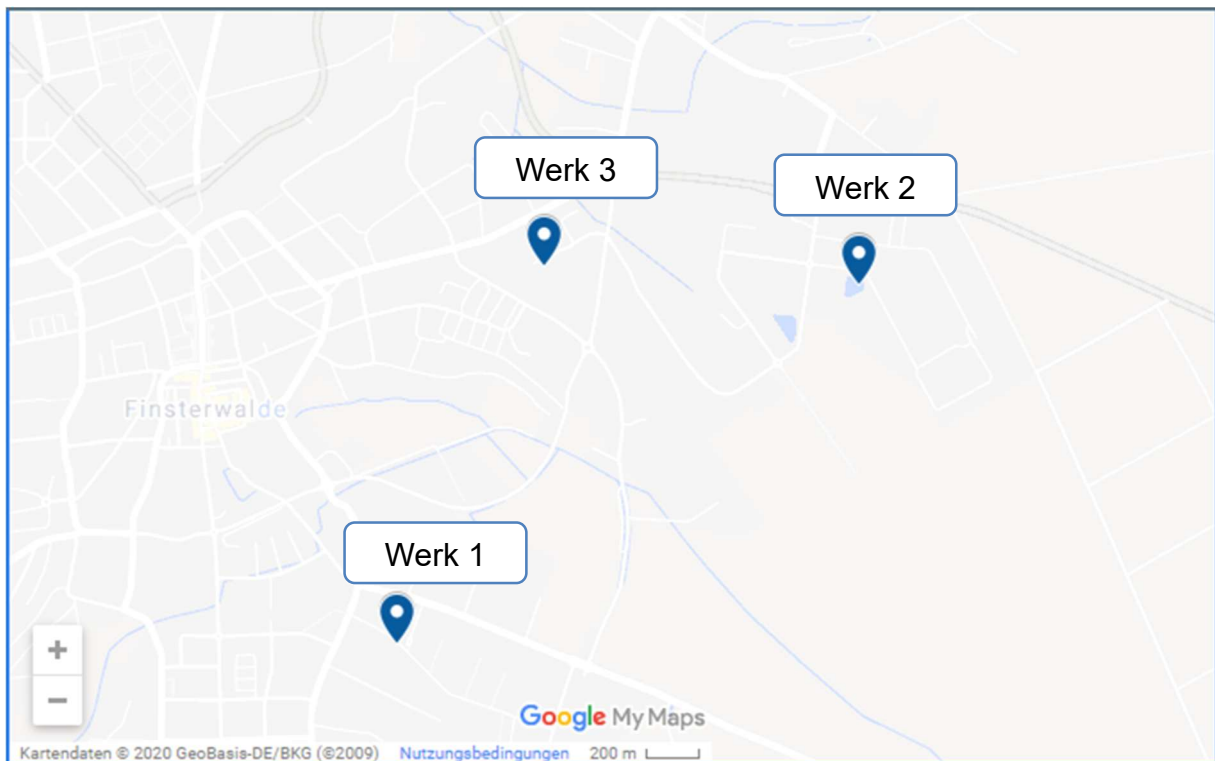 Werk 3
Werk 2
Finsterwalde
Werk 1
+
−
Google My Maps
Kartendaten © 2020 GeoBasis-DE/BKG (©2009) Nutzungsbedingungen 200 m